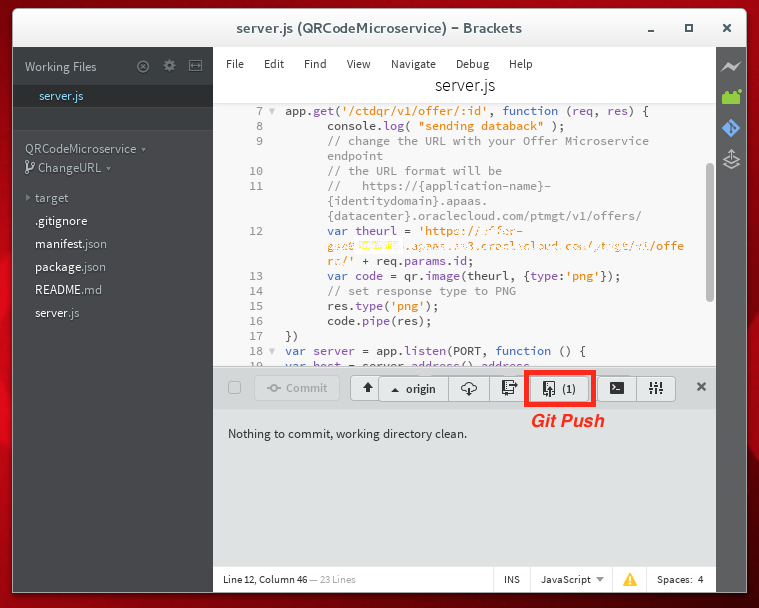 server.js (QRCodeMicroservice) – Brackets
Working Files
server.js
QRCodeMicroservice
ChangeURL
target
.gitignore
manifest.json
package.json
README.md
server.js
File Edit Find View Navigate Debug Help
server.js
7 app.get('/ctdqr/v1/offer/:id', function (req, res) {
8 console.log( "sending databack" );
9 // change the URL with your Offer Microservice
endpoint
10 // the URL format will be
11 // https://{application-name}-
{identitydomain}.apaas.
{datacenter}.oraclecloud.com/ptmgt/v1/offers/
12 var theurl = 'https://offer-
+ req.params.id;
13 var code = qr.image(theurl, {type:'png'});
14 // set response type to PNG
15 res.type('png');
16 code.pipe(res);
17 })
18 var server = app.listen(PORT, function () {
19 var host = server.address().address
Commit
origin
(1)
Git Push
Nothing to commit, working directory clean.
Line 12, Column 46 — 23 Lines
INS
JavaScript
Spaces: 4